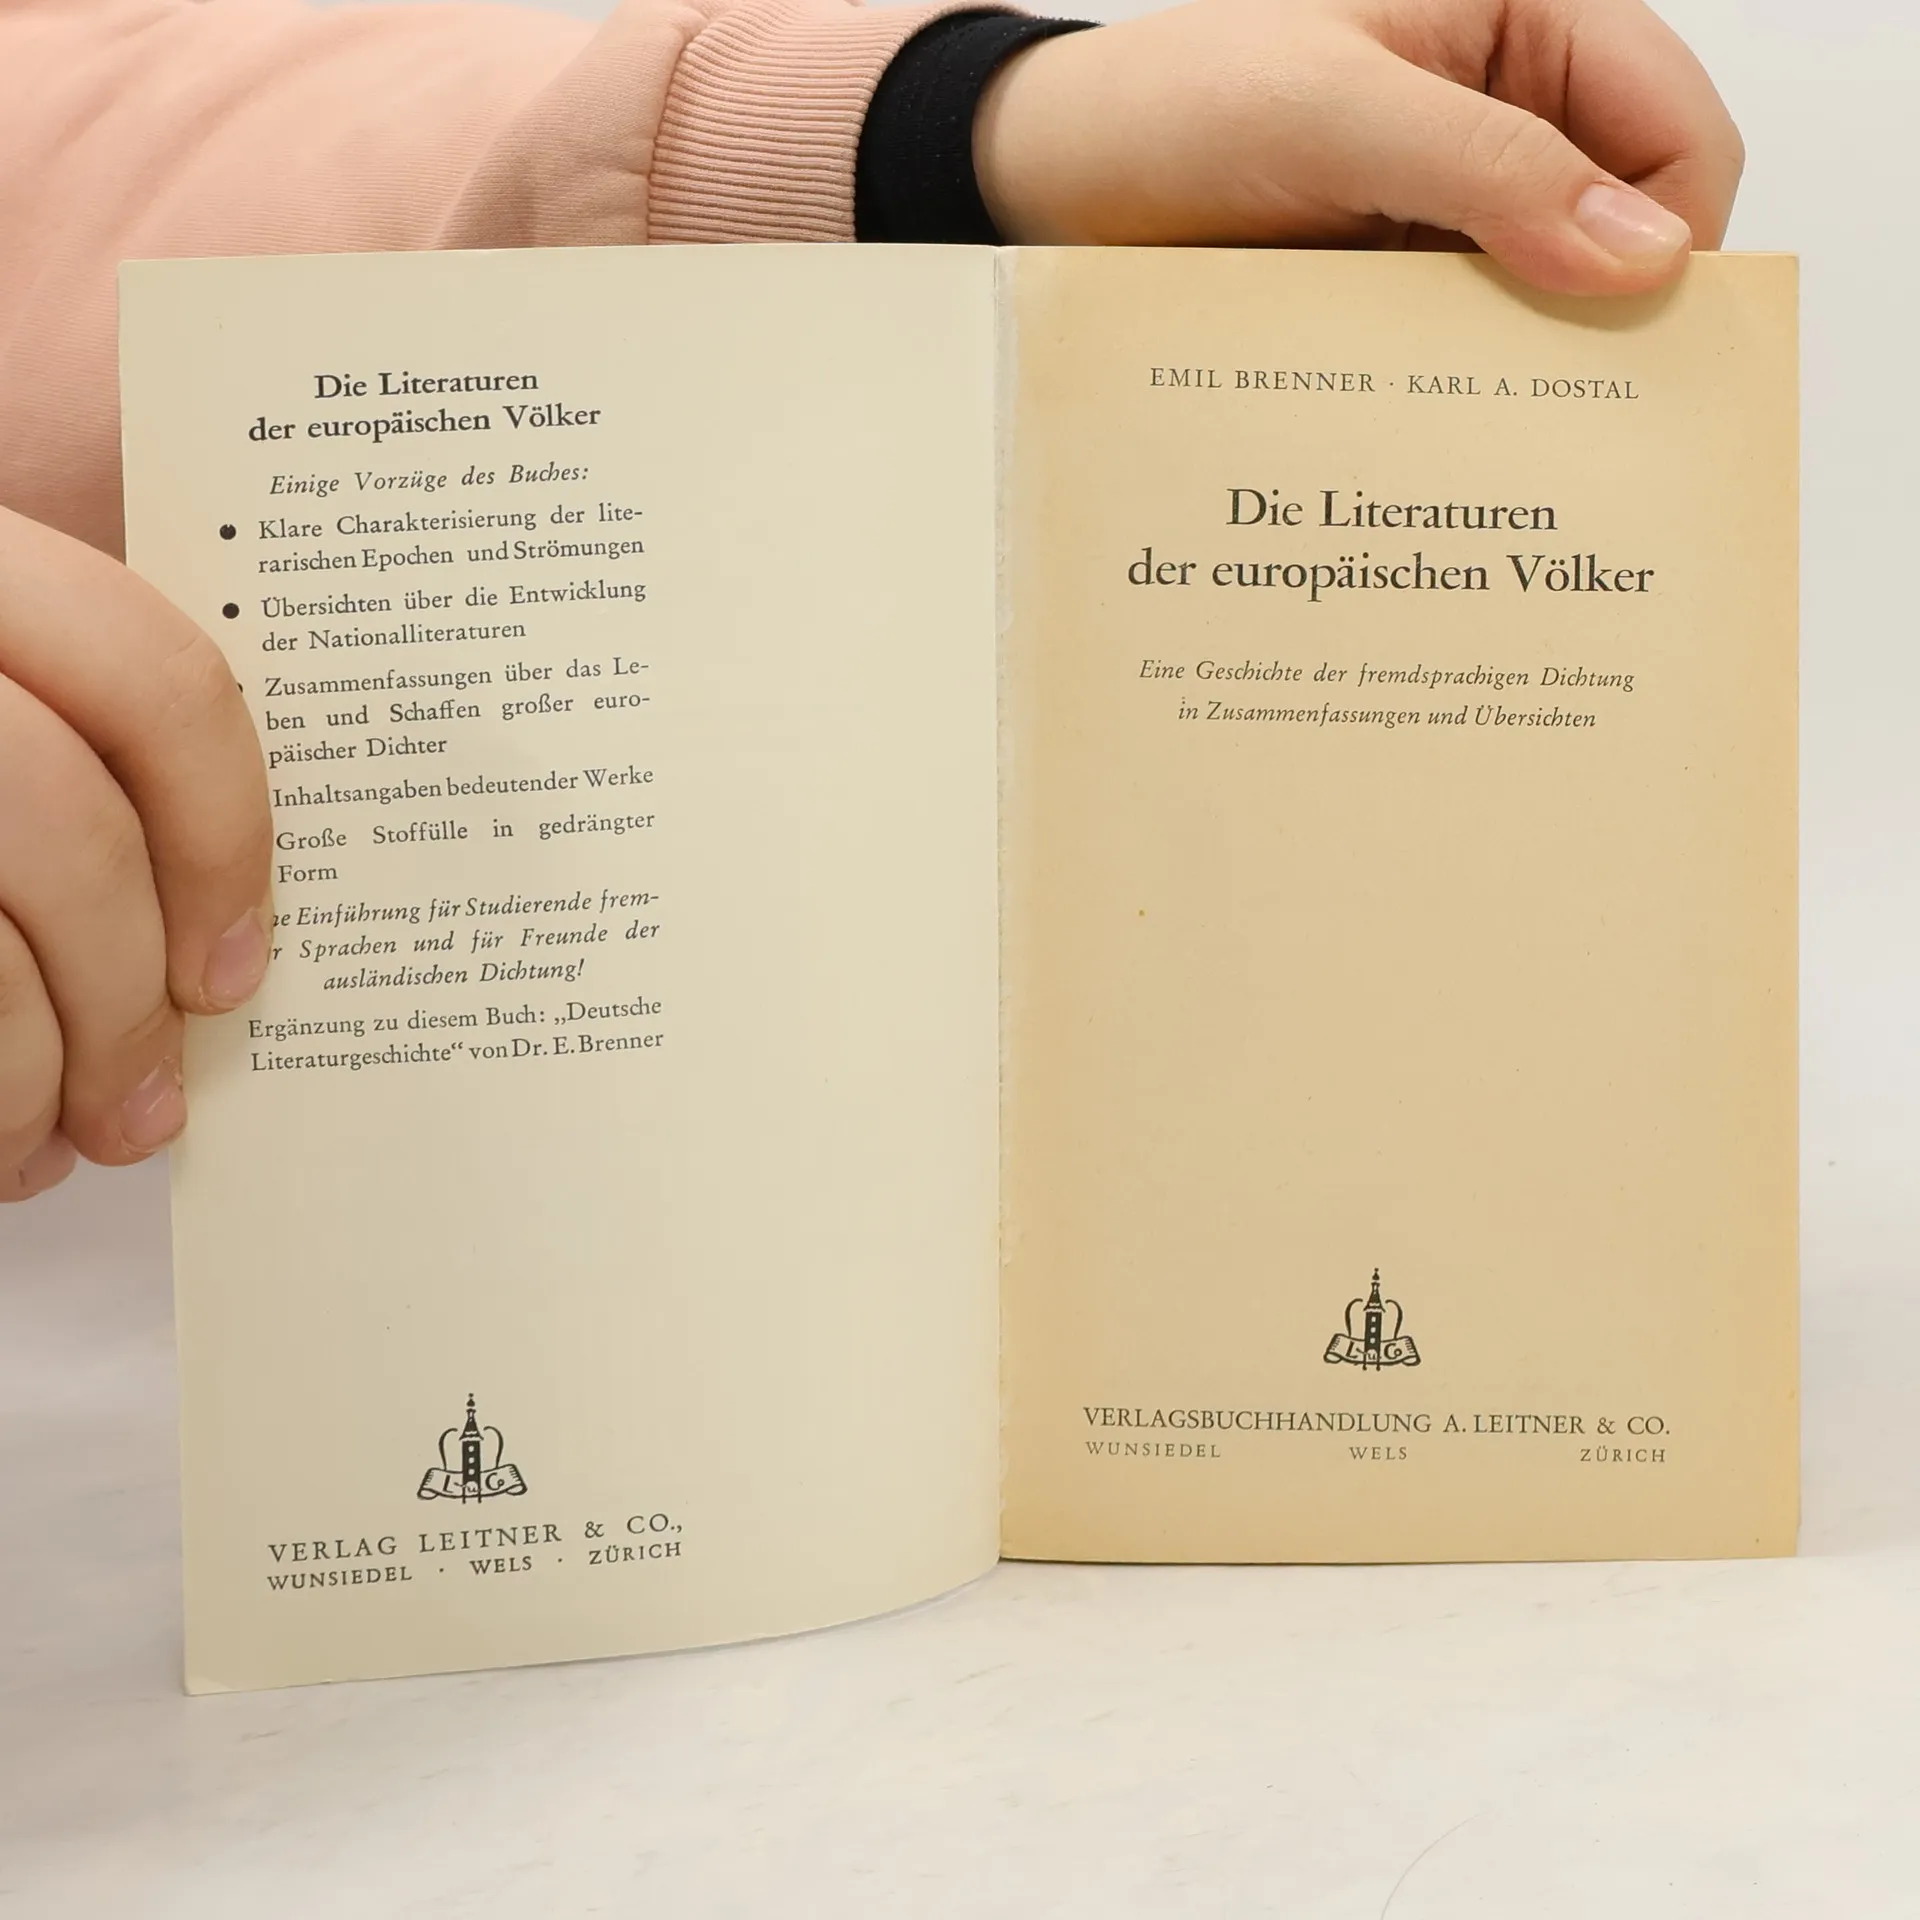 Die Literaturen
der europäischen Völker
Einige Vorzüge des Buches:
Klare Charakterisierung der lite-
rarischen Epochen und Strömungen
Übersichten über die Entwicklung
der Nationalliteraturen
Zusammenfassungen über das Le-
ben und Schaffen großer euro-
päischer Dichter
Inhaltsangaben bedeutender Werke
Große Stoffülle in gedrängter
Form
Einführung für Studierende frem-
Sprachen und für Freunde der
ausländischen Dichtung!
Ergänzung zu diesem Buch: „Deutsche
Literaturgeschichte“ von Dr. E. Brenner
L u Co
VERLAG LEITNER & CO.,
WUNSIEDEL · WELS · ZÜRICH
EMIL BRENNER · KARL A. DOSTAL
Die Literaturen
der europäischen Völker
Eine Geschichte der fremdsprachigen Dichtung
in Zusammenfassungen und Übersichten
L u Co
VERLAGSBUCHHANDLUNG A. LEITNER & CO.
WUNSIEDEL WELS ZÜRICH